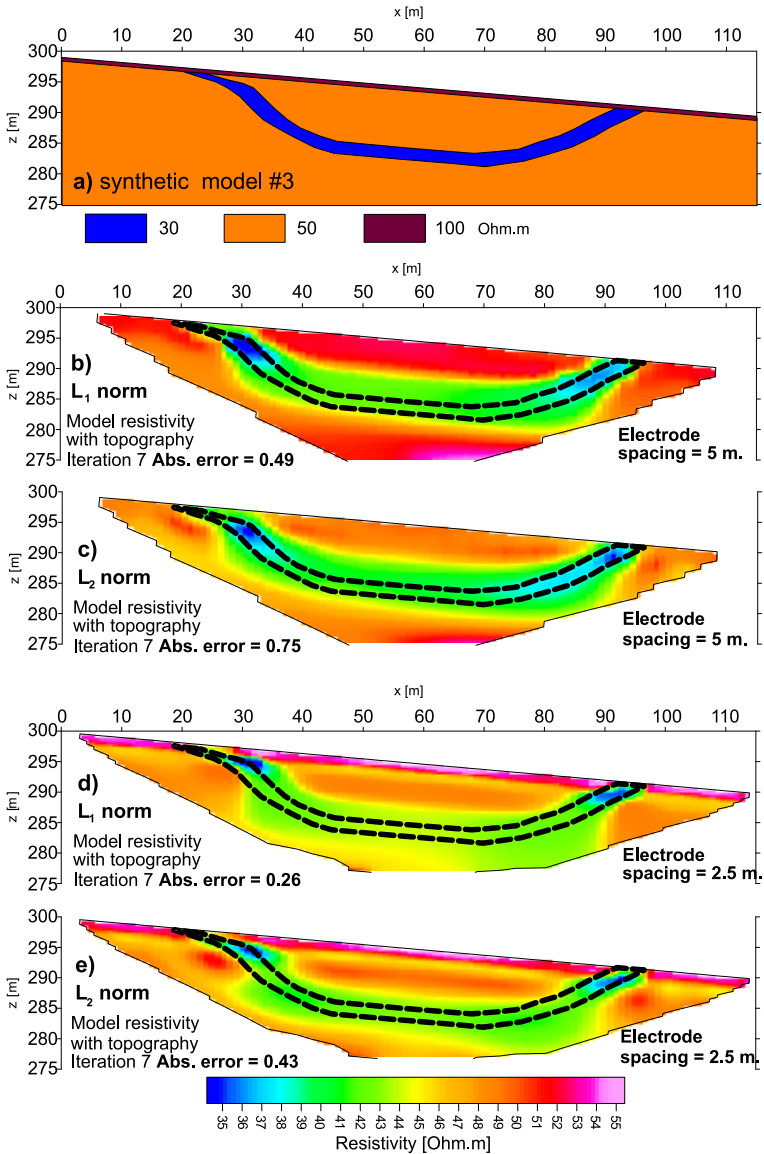 x [m]
0 10 20 30 40 50 60 70 80 90 100 110
300
295
290
285
280
275
z [m]
a) synthetic model #3
30 50 100 Ohm.m
x [m]
0 10 20 30 40 50 60 70 80 90 100 110
300
295
290
285
280
275
z [m]
b)
L1 norm
Model resistivity
with topography
Iteration 7 Abs. error = 0.49
Electrode
spacing = 5 m.
300
295
290
285
280
275
z [m]
c)
L2 norm
Model resistivity
with topography
Iteration 7 Abs. error = 0.75
Electrode
spacing = 5 m.
x [m]
0 10 20 30 40 50 60 70 80 90 100 110
300
295
290
285
280
275
z [m]
d)
L1 norm
Model resistivity
with topography
Iteration 7 Abs. error = 0.26
Electrode
spacing = 2.5 m.
300
295
290
285
280
275
z [m]
e)
L2 norm
Model resistivity
with topography
Iteration 7 Abs. error = 0.43
Electrode
spacing = 2.5 m.
35 36 37 38 39 40 41 42 43 44 45 46 47 48 49 50 51 52 53 54 55
Resistivity [Ohm.m]